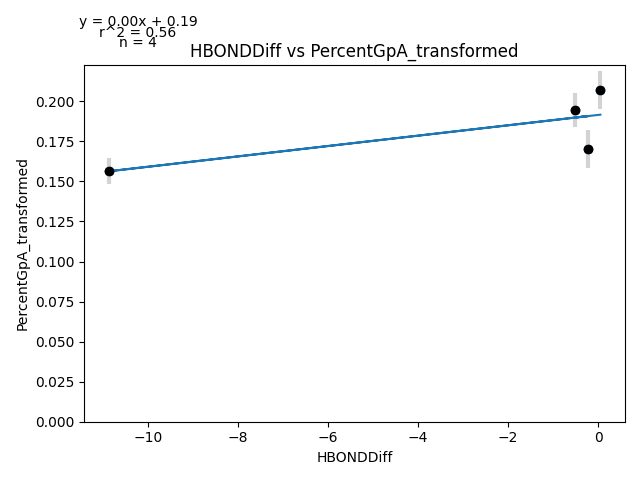 y = 0.00x + 0.19
r^2 = 0.56
n = 4
HBONDDiff vs PercentGpA_transformed
0.200
0.175
0.150
0.125
0.100
0.075
0.050
0.025
0.000
PercentGpA_transformed
−10
−8
−6
−4
−2
0
HBONDDiff